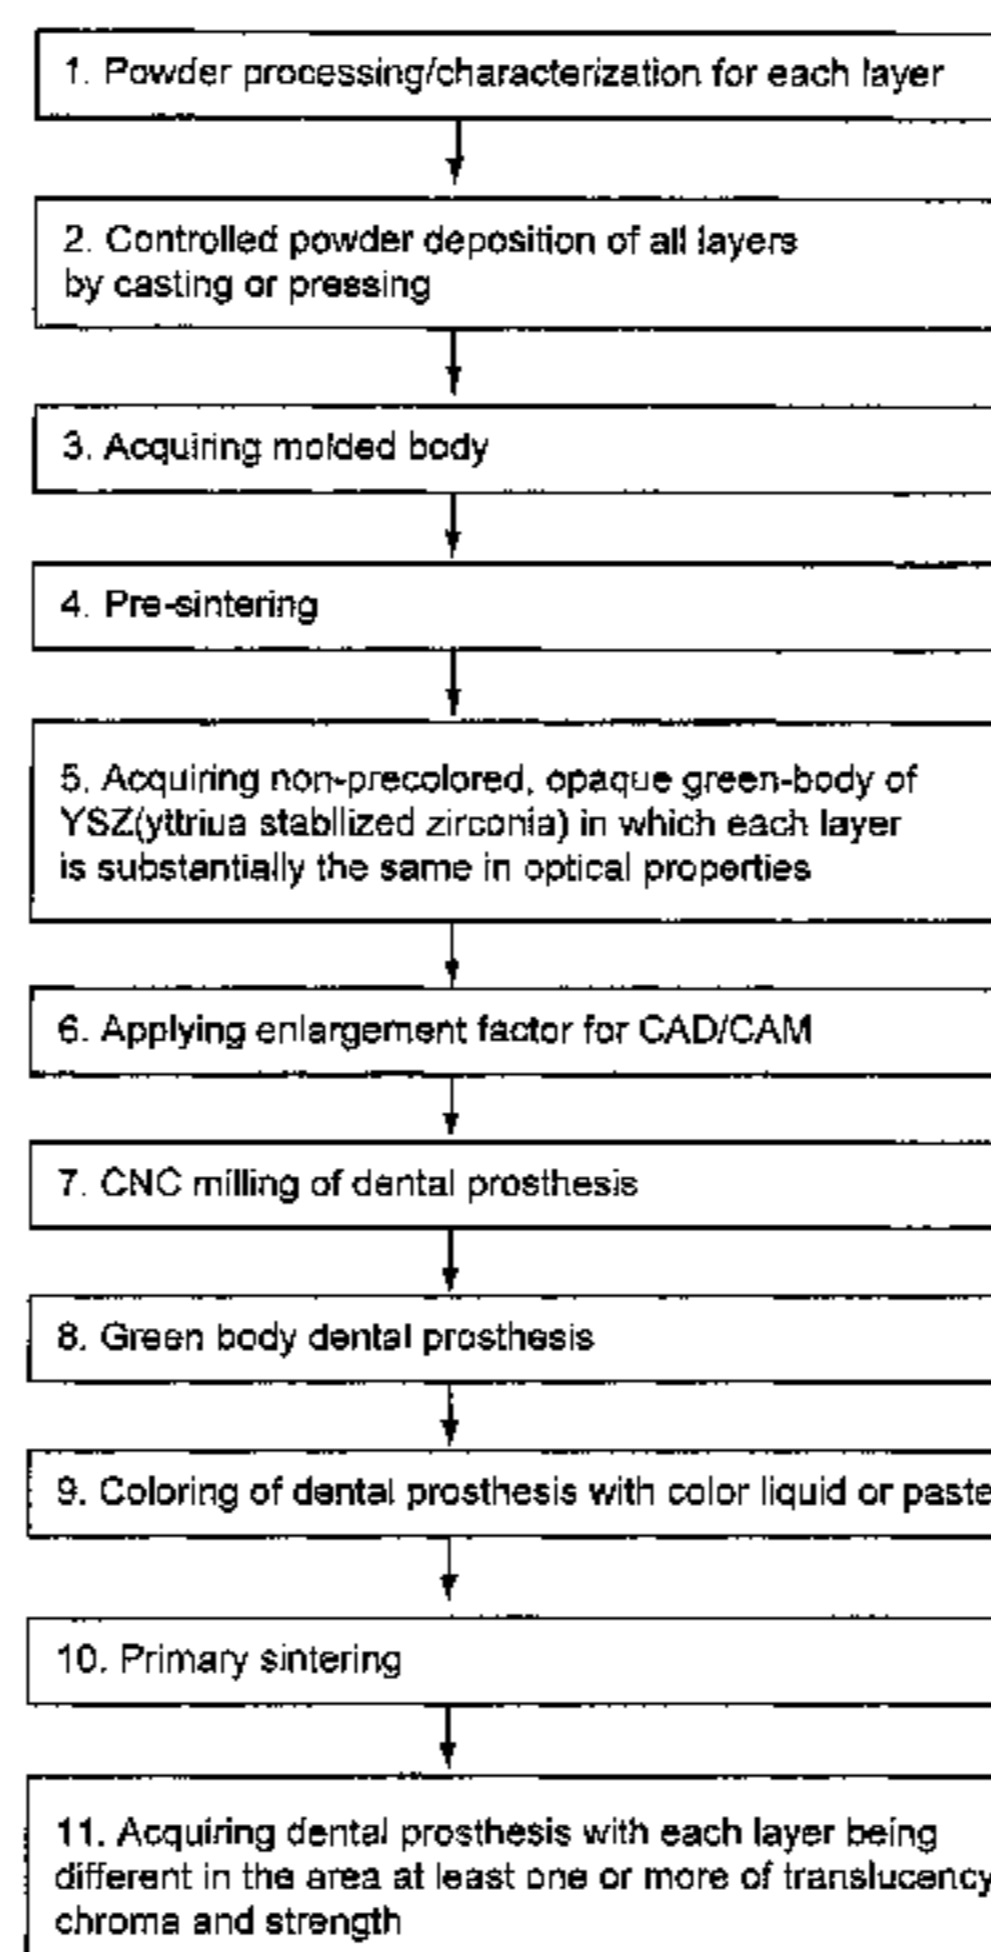 1. Powder processing/characterization for each layer
2. Controlled powder deposition of all layers
by casting or pressing
3. Acquiring molded body
4. Pre-sintering
5. Acquiring non-precolored, opaque green-body of
YSZ(yttriua stabllized zirconia) in which each layer
is substantially the same in optical properties
6. Applying enlargement factor for CAD/CAM
7. CNC milling of dental prosthesis
8. Green body dental prosthesis
9. Coloring of dental prosthesis with color liquid or paste
10. Primary sintering
11. Acquiring dental prosthesis with each layer being
different in the area at least one or more of translucency
chroma and strength